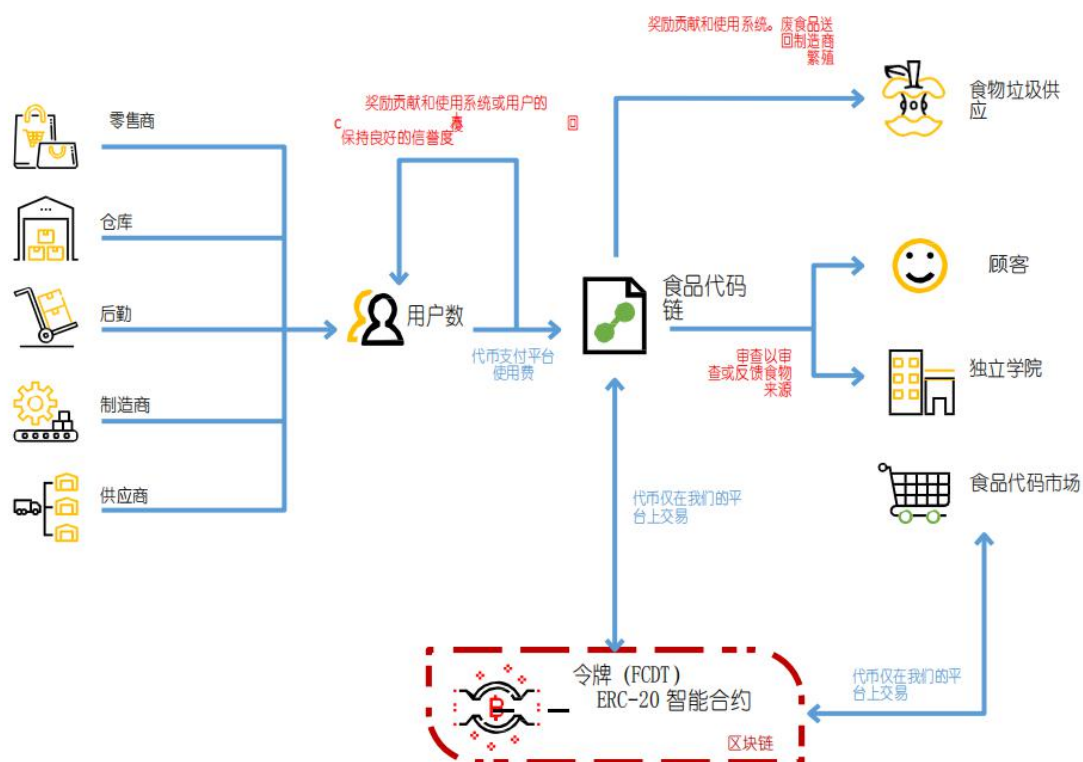 奖励贡献和使用系统。废食品送
回制造商
繁殖
食物垃圾供
应
零售商
奖励贡献和使用系统或用户的
c
回
保持良好的信誉度
仓库
顾客
后勤
用户数
食品代码
链
代币支付平台
使用费
审查以审
查或反馈食物
来源
独立学院
制造商
供应商
食品代码市场
代币仅在我们的平
台上交易
令牌 (FCDT)
ERC-20 智能合约
区块链
代币仅在我们的平
台上交易